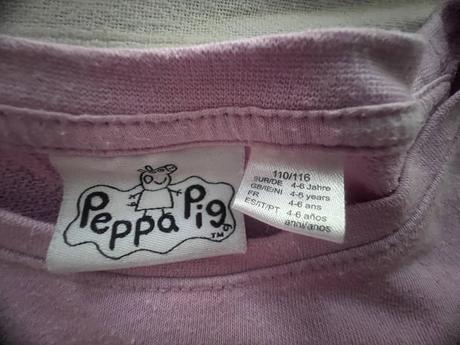 Peppa Pig
TM
110/116
EUR/DE 4-6 Jahre
GB/IE/NI 4-6 years
FR 4-6 ans
ES/IT/PT 4-6 años
anni/anos